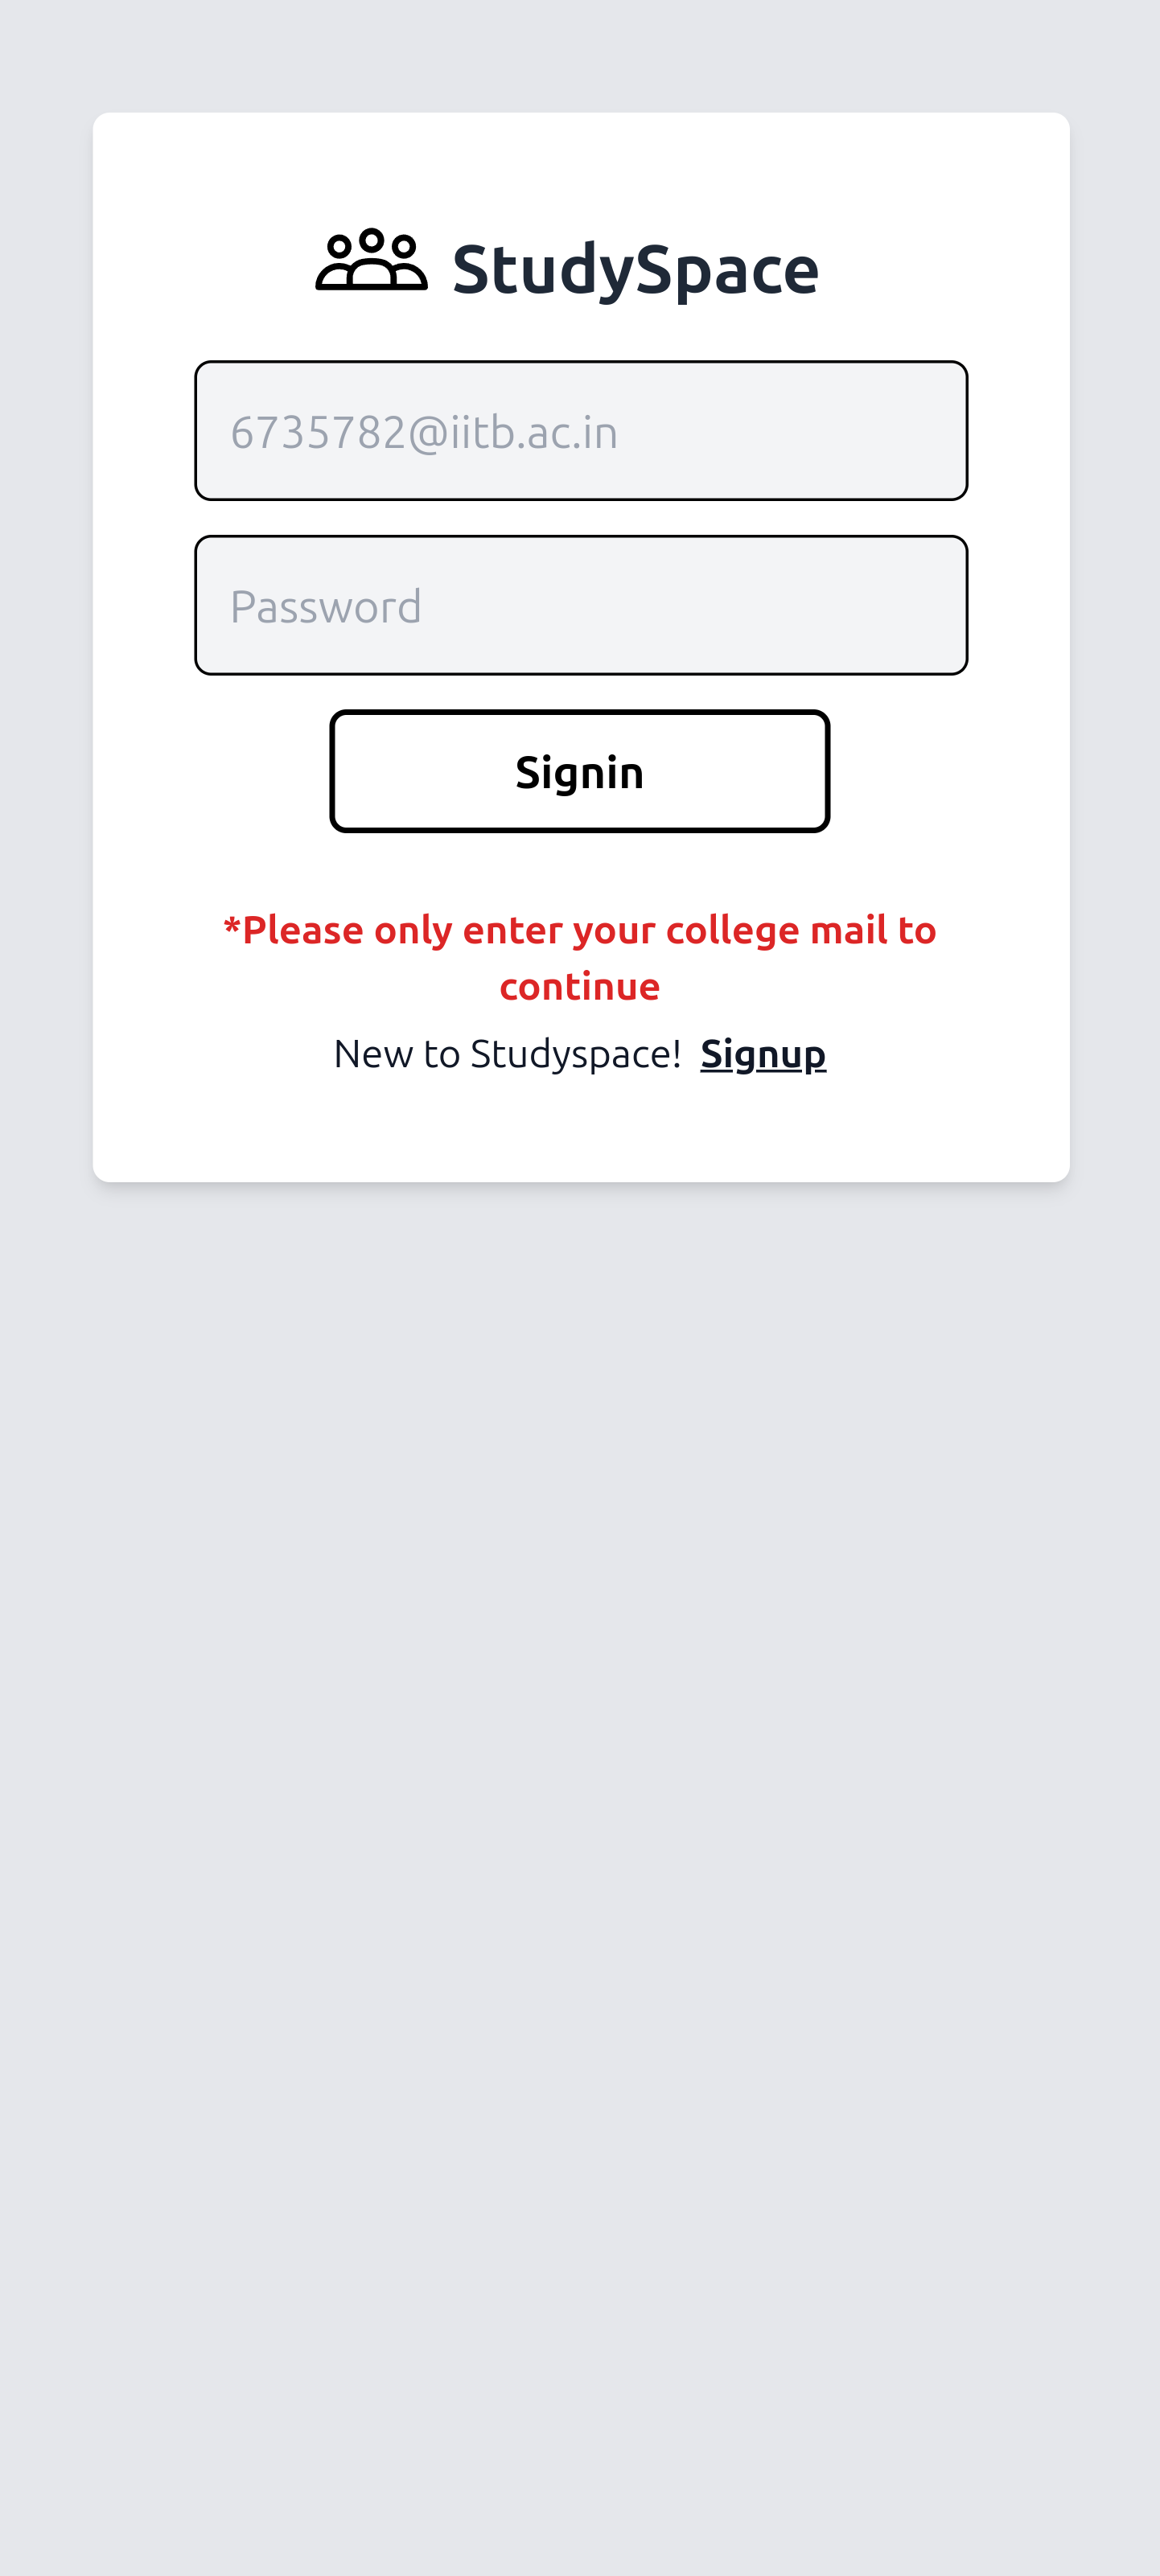 StudySpace
6735782@iitb.ac.in
Password
Signin
*Please only enter your college mail to
continue
New to Studyspace! Signup